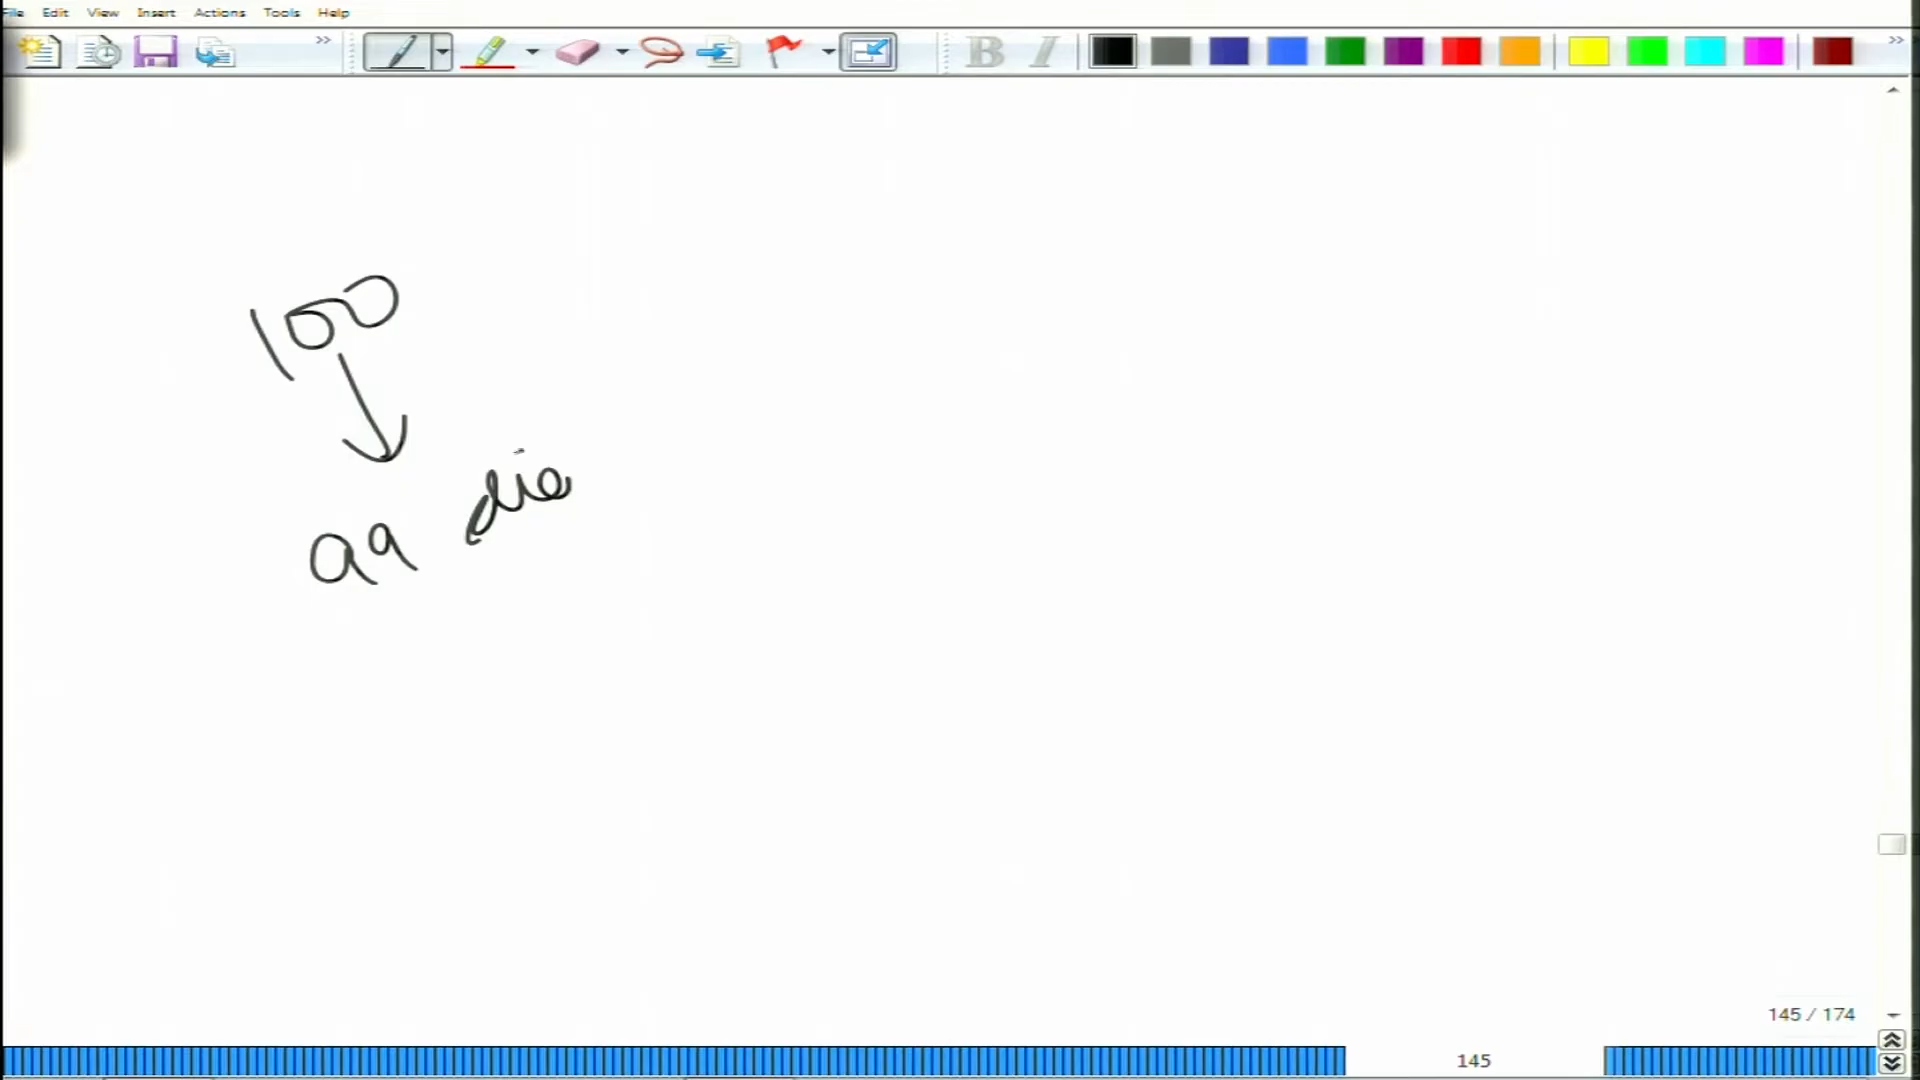 File Edit View Insert Actions Tools Help
B I
100
99 die
145 / 174
145